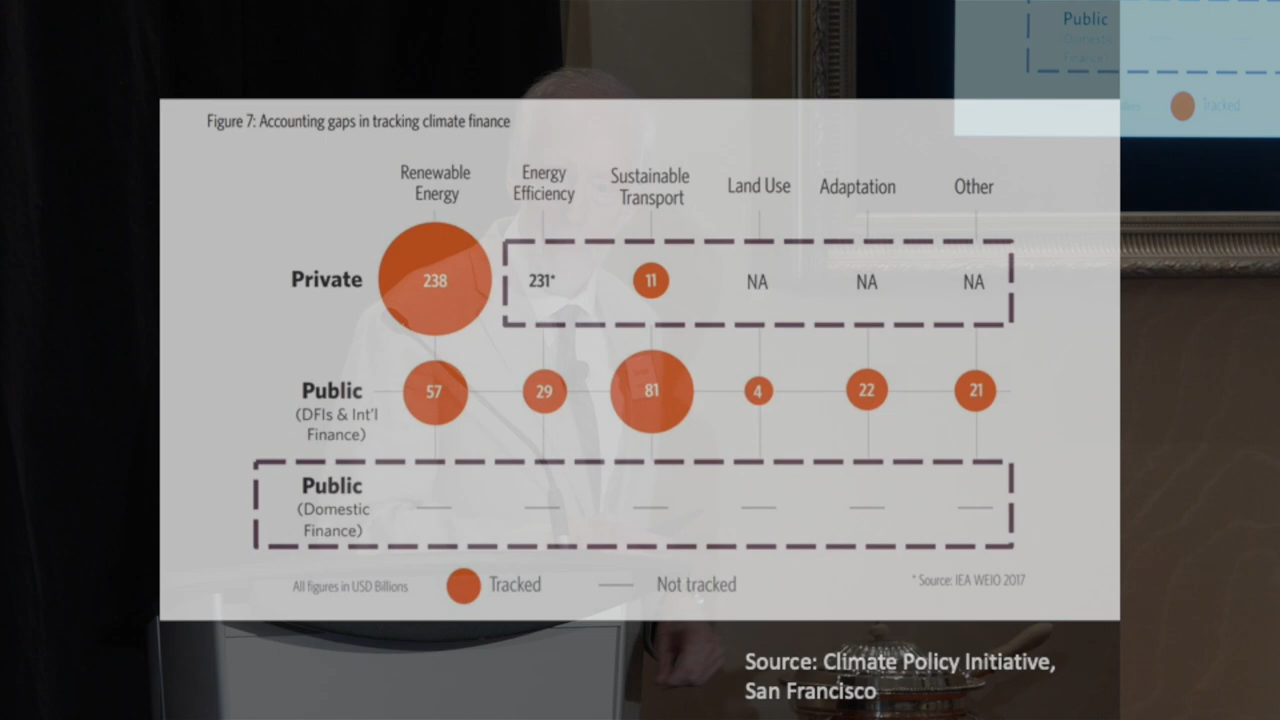 Public
Domestic
Finance)
Tracked
Figure 7: Accounting gaps in tracking climate finance
Renewable
Energy
Energy
Efficiency
Sustainable
Transport
Land Use
Adaptation
Other
Private
238
231*
11
NA
NA
NA
Public
(DFIs & Int'l
Finance)
57
29
81
4
22
21
Public
(Domestic
Finance)
All figures in USD Billions
Tracked
Not tracked
* Source: IEA WEIO 2017
Source: Climate Policy Initiative,
San Francisco